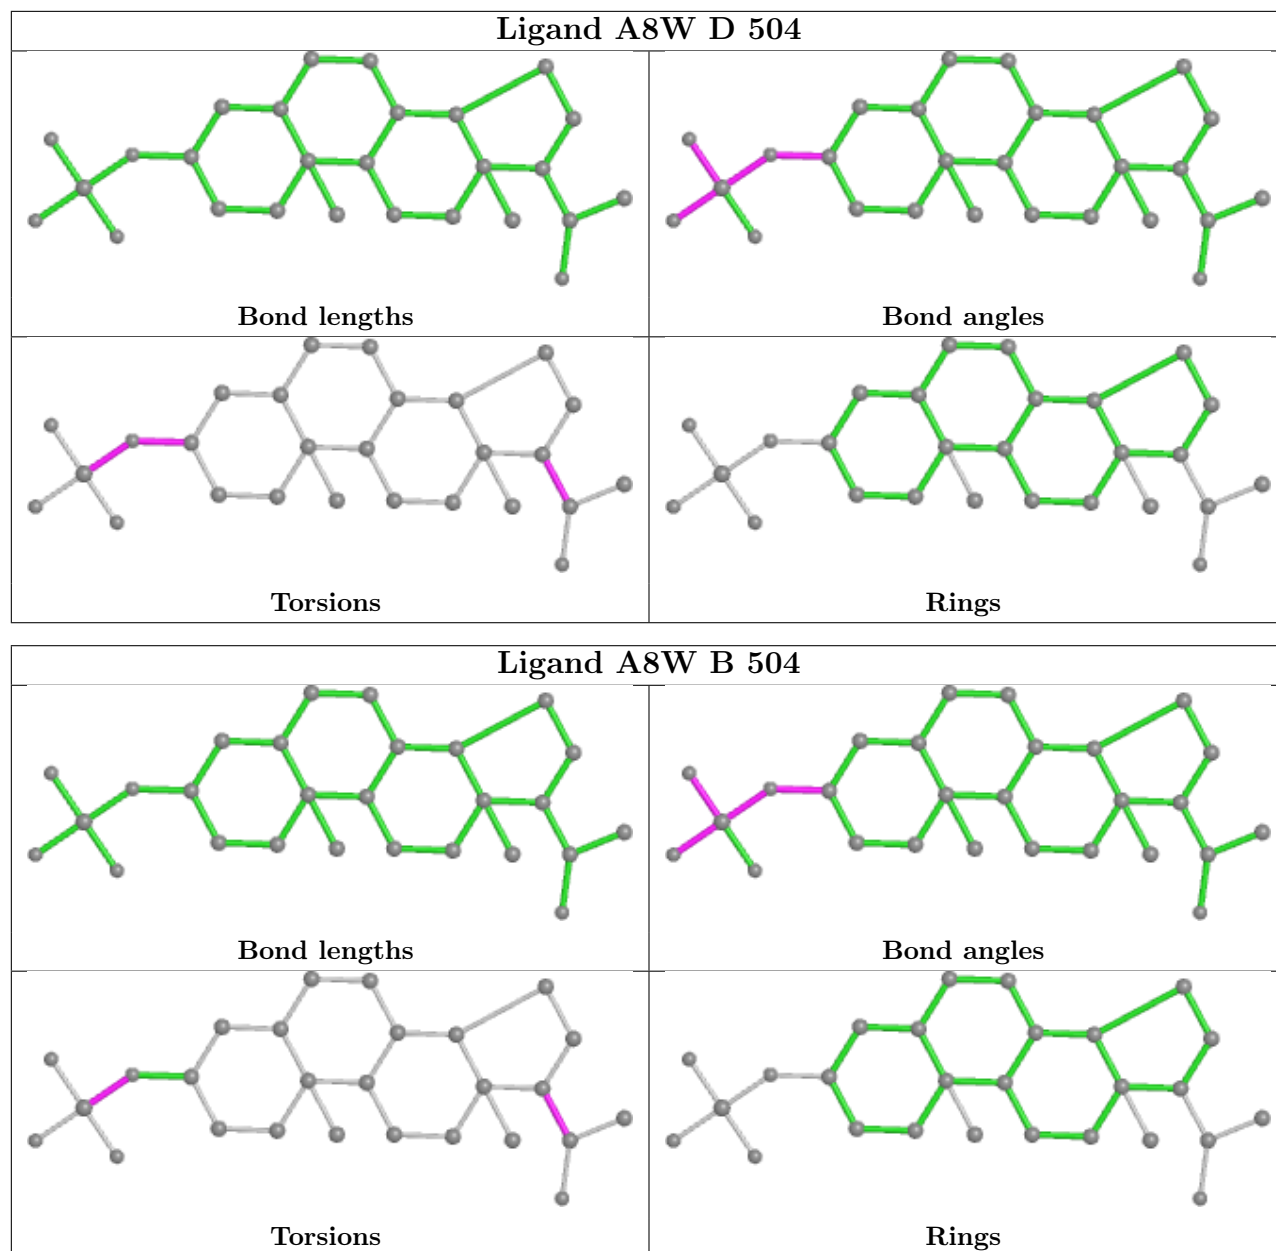 Ligand A8W D 504
Bond lengths
Bond angles
Torsions
Rings
Ligand A8W B 504
Bond lengths
Bond angles
Torsions
Rings